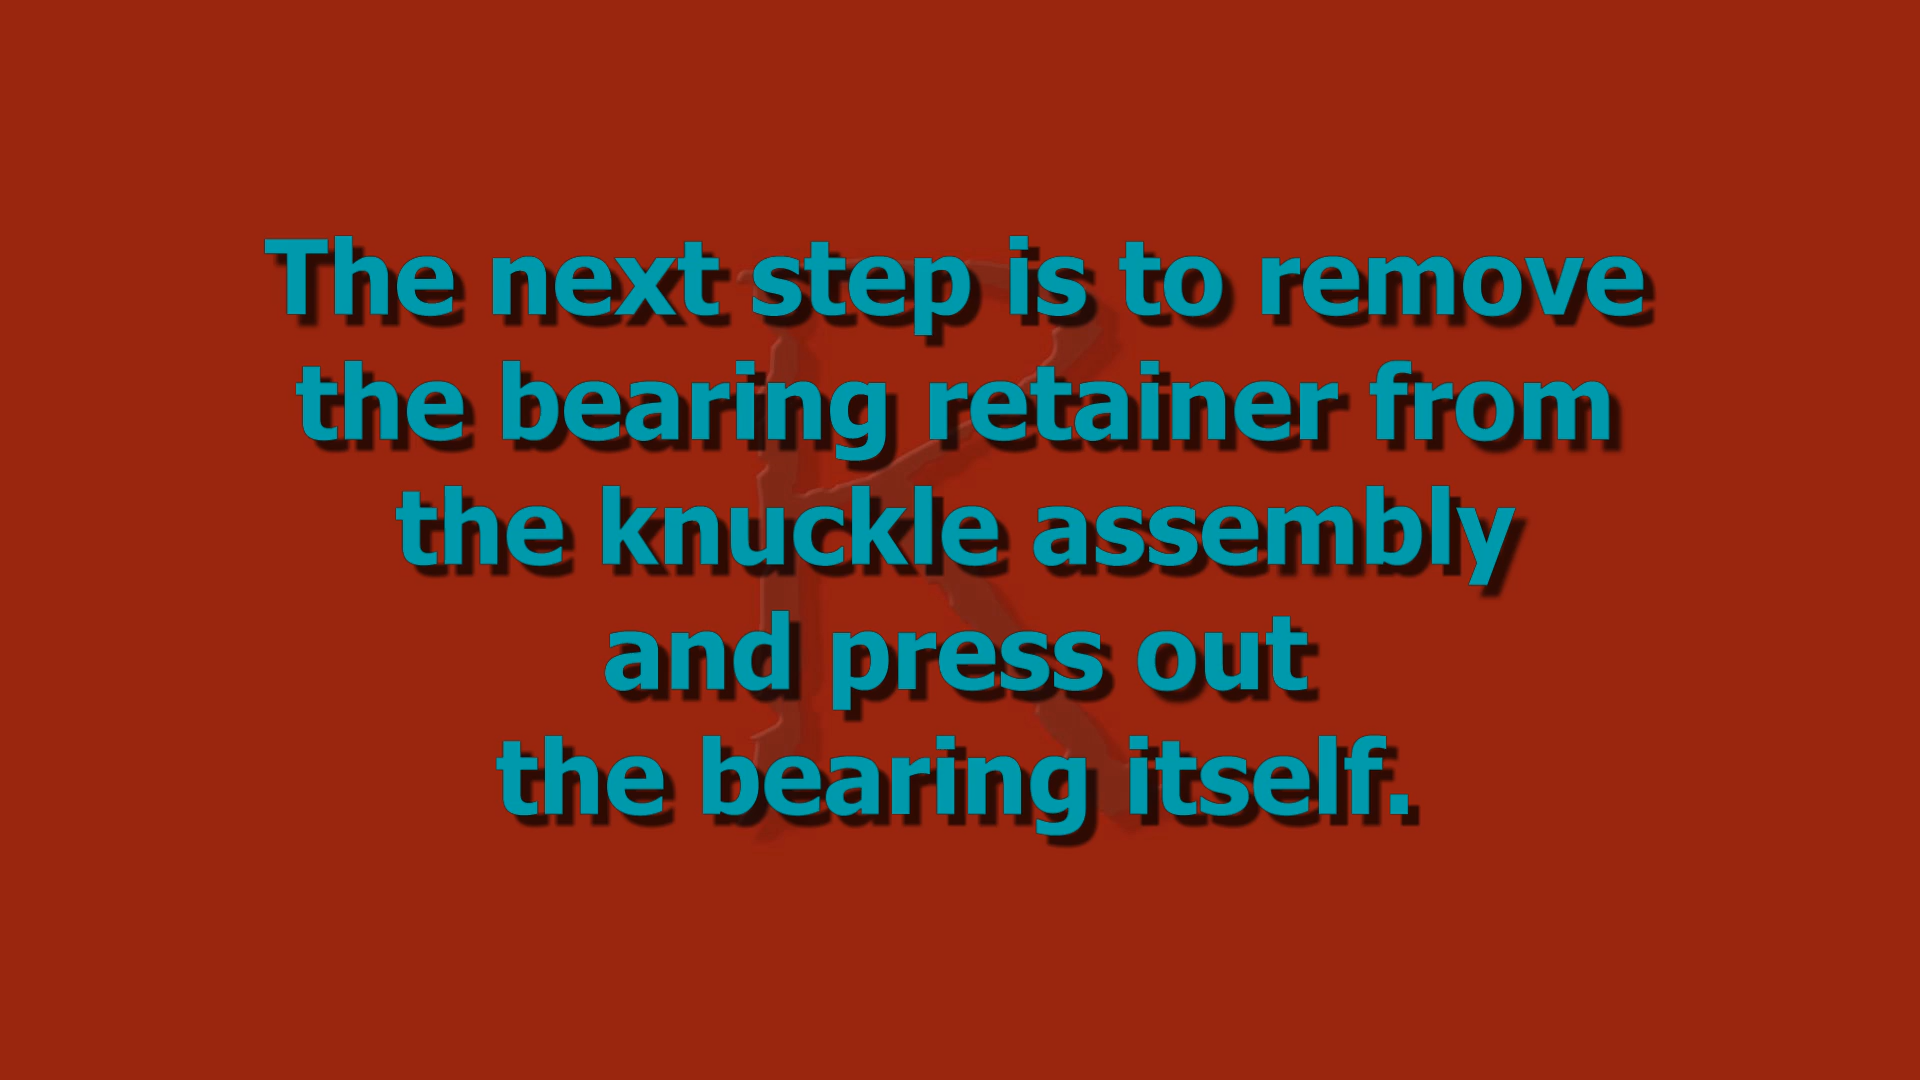 The next step is to remove
the bearing retainer from
the knuckle assembly
and press out
the bearing itself.
R